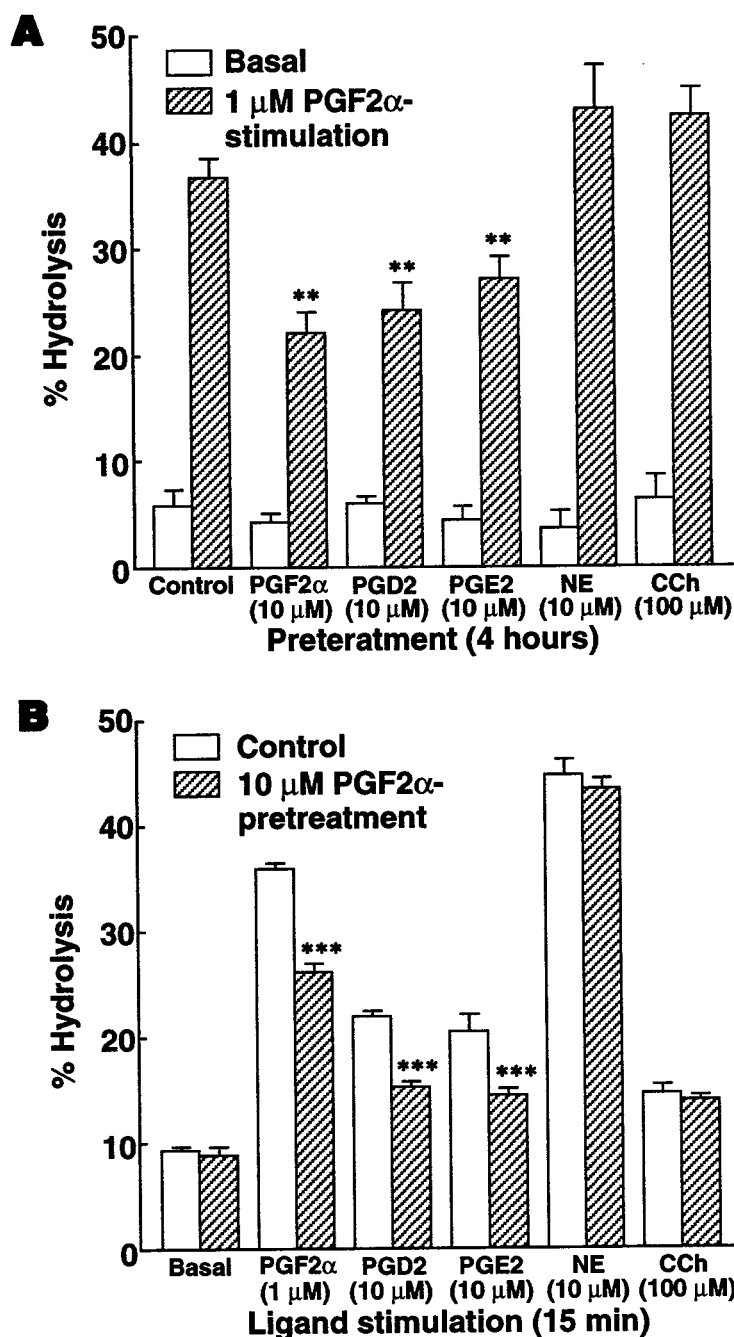 A
50
40
30
20
10
0
% Hydrolysis
Basal
1 μM PGF2α-
stimulation
**
**
**
Control PGF2α PGD2 PGE2 NE CCh
(10 μM) (10 μM) (10 μM) (10 μM) (100 μM)
Preteratment (4 hours)
B
50
40
30
20
10
0
% Hydrolysis
Control
10 μM PGF2α-
pretreatment
***
***
***
Basal PGF2α PGD2 PGE2 NE CCh
(1 μM) (10 μM) (10 μM) (10 μM) (100 μM)
Ligand stimulation (15 min)